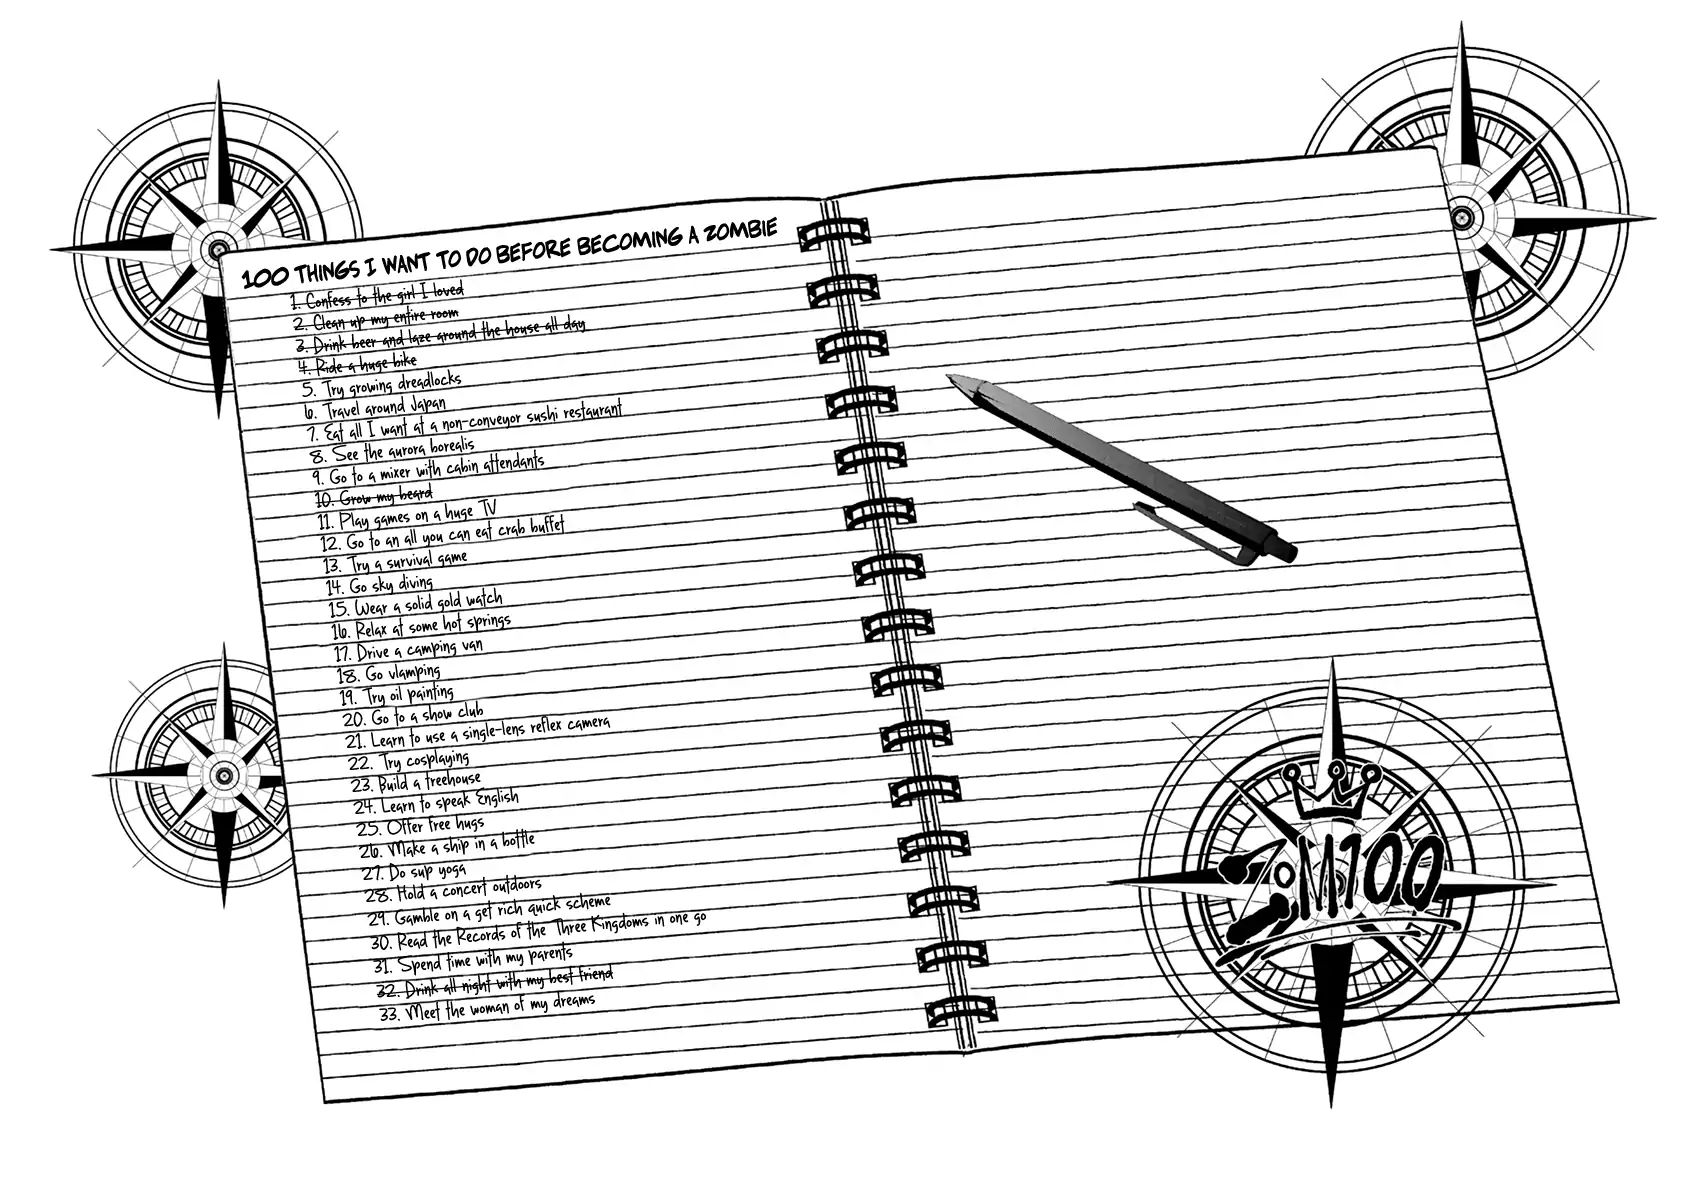 100 THINGS I WANT TO DO BEFORE BECOMING A ZOMBIE
1. Confess to the girl I loved
2. Clean up my entire room
3. Drink beer and laze around the house all day
4. Ride a huge bike
5. Try growing dreadlocks
6. Travel around Japan
7. Eat all I want at a non-conveyor sushi restaurant
8. See the aurora borealis
9. Go to a mixer with cabin attendants
10. Grow my beard
11. Play games on a huge TV
12. Go to an all you can eat crab buffet
13. Try a survival game
14. Go sky diving
15. Wear a solid gold watch
16. Relax at some hot springs
17. Drive a camping van
18. Go vlamping
19. Try oil painting
20. Go to a show club
21. Learn to use a single-lens reflex camera
22. Try cosplaying
23. Build a treehouse
24. Learn to speak English
25. Offer free hugs
26. Make a ship in a bottle
27. Do sup yoga
28. Hold a concert outdoors
29. Gamble on a get rich quick scheme
30. Read the Records of the Three Kingdoms in one go
31. Spend time with my parents
32. Drink all night with my best friend
33. Meet the woman of my dreams
ZOM100